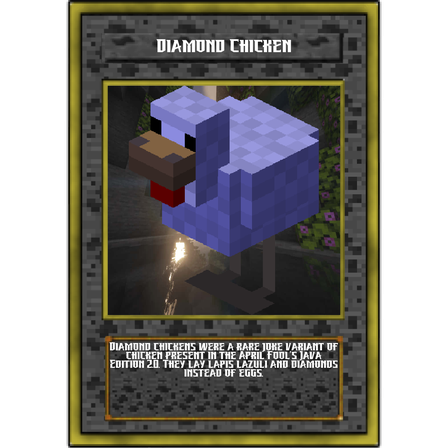 Diamond Chicken
Diamond Chickens were a rare joke variant of
chicken present in the April Fool's Java
Edition 2.0. They lay lapis lazuli and diamonds
instead of eggs.